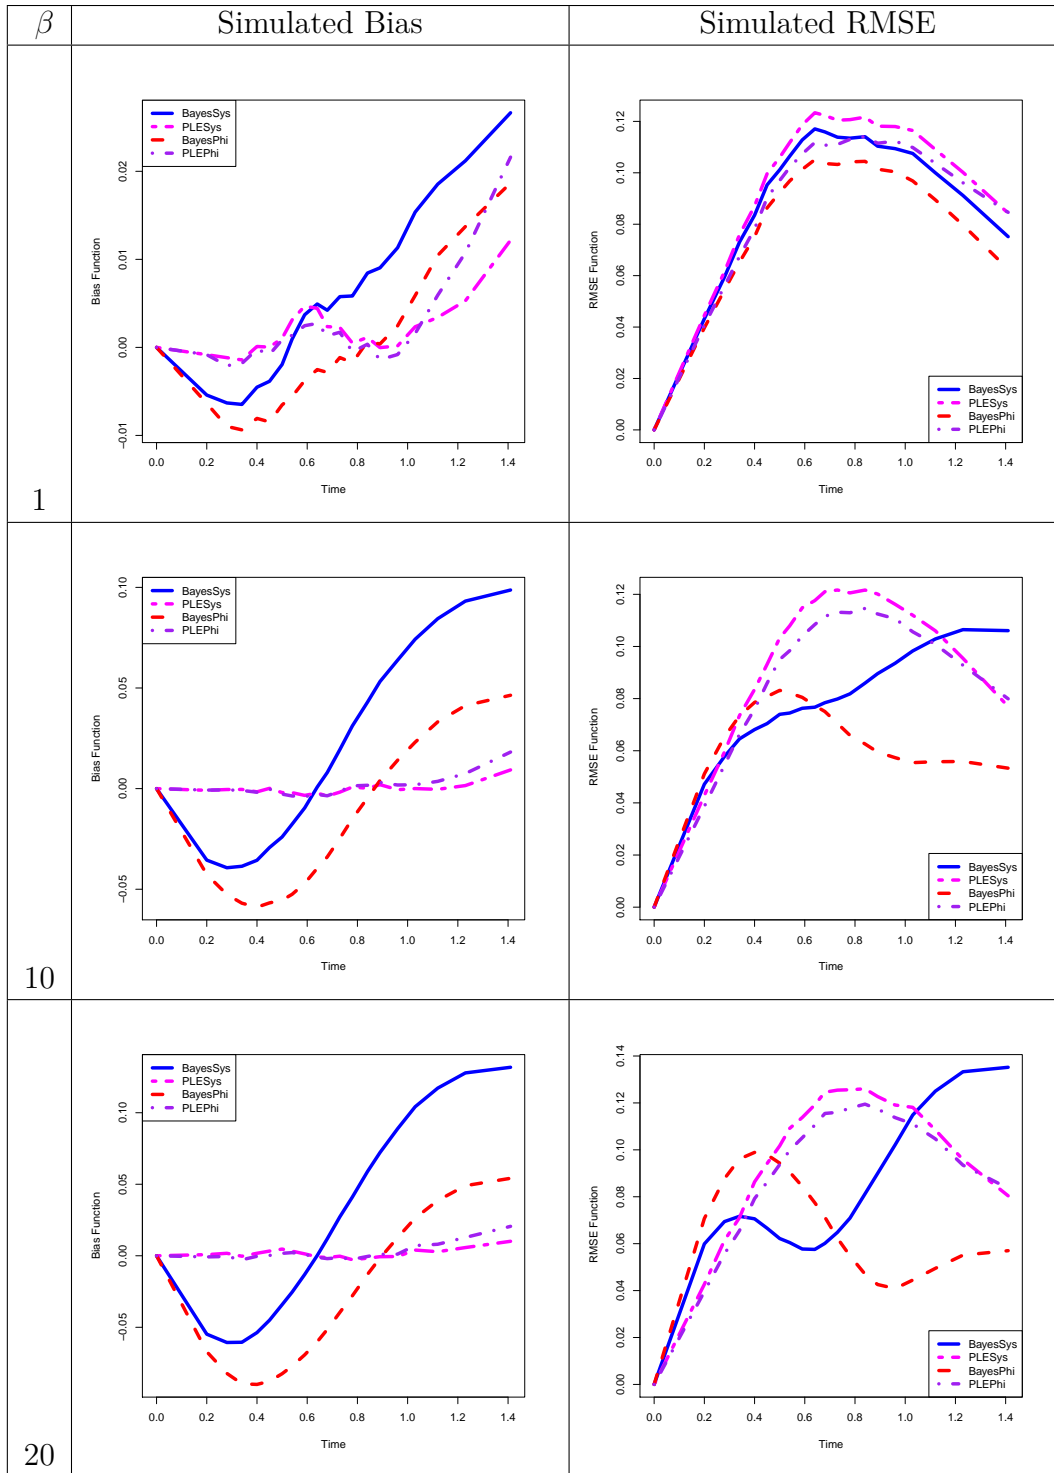 β Simulated Bias Simulated RMSE
1
BayesSys
PLESys
BayesPhi
PLEPhi
Bias Function
0.02
0.01
0.00
−0.01
0.0 0.2 0.4 0.6 0.8 1.0 1.2 1.4
Time
RMSE Function
0.12
0.10
0.08
0.06
0.04
0.02
0.00
BayesSys
PLESys
BayesPhi
PLEPhi
0.0 0.2 0.4 0.6 0.8 1.0 1.2 1.4
Time
10
BayesSys
PLESys
BayesPhi
PLEPhi
Bias Function
0.10
0.05
0.00
−0.05
0.0 0.2 0.4 0.6 0.8 1.0 1.2 1.4
Time
RMSE Function
0.12
0.10
0.08
0.06
0.04
0.02
0.00
BayesSys
PLESys
BayesPhi
PLEPhi
0.0 0.2 0.4 0.6 0.8 1.0 1.2 1.4
Time
20
BayesSys
PLESys
BayesPhi
PLEPhi
Bias Function
0.10
0.05
0.00
−0.05
0.0 0.2 0.4 0.6 0.8 1.0 1.2 1.4
Time
RMSE Function
0.14
0.12
0.10
0.08
0.06
0.04
0.02
0.00
BayesSys
PLESys
BayesPhi
PLEPhi
0.0 0.2 0.4 0.6 0.8 1.0 1.2 1.4
Time